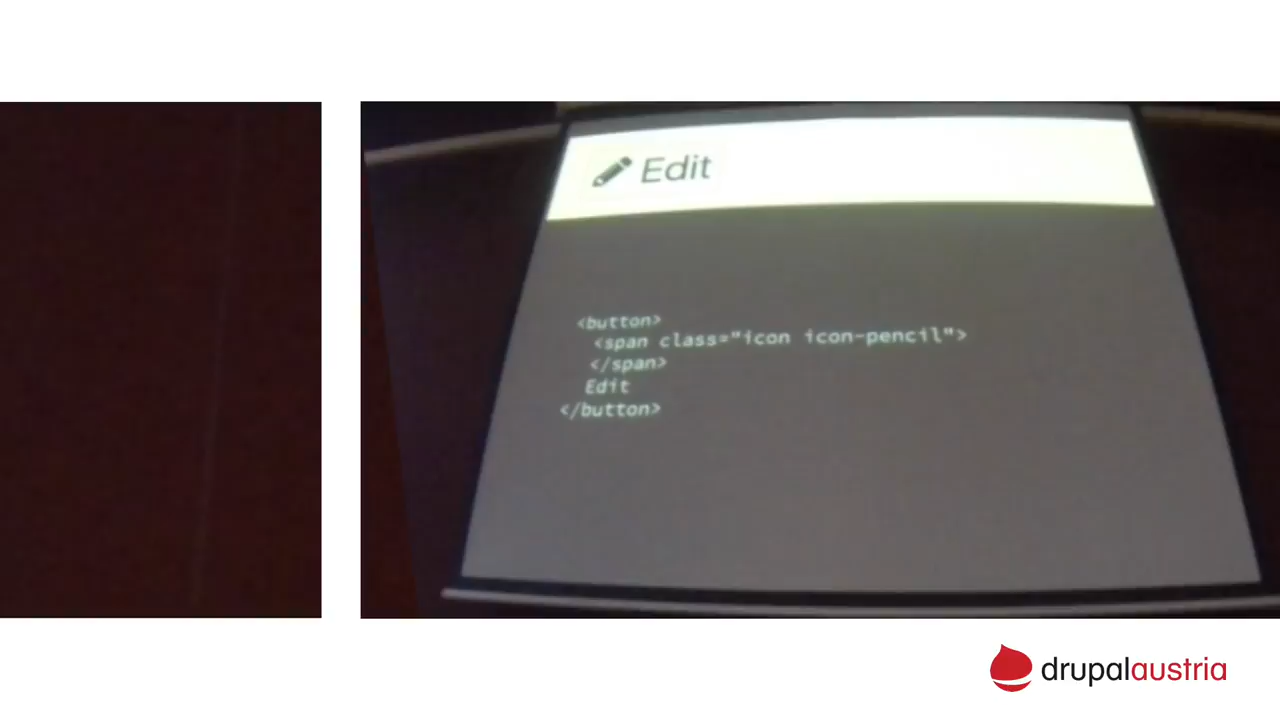 Edit
<button>
<span class="icon icon-pencil">
</span>
Edit
</button>
drupalaustria